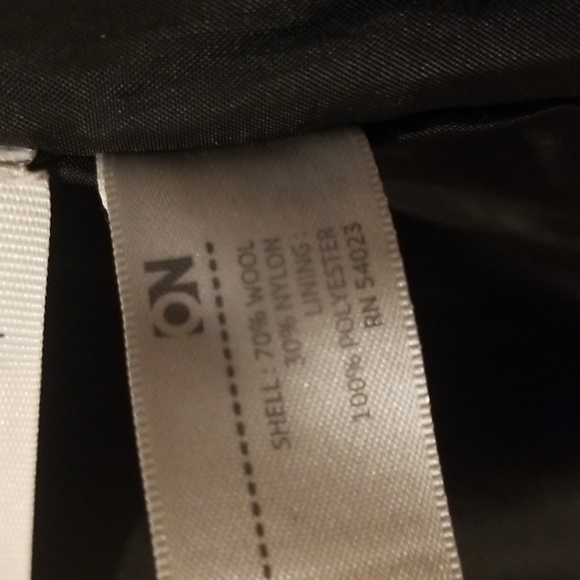 ON
SHELL : 70% WOOL
30% NYLON
LINING :
100% POLYESTER
RN 54023